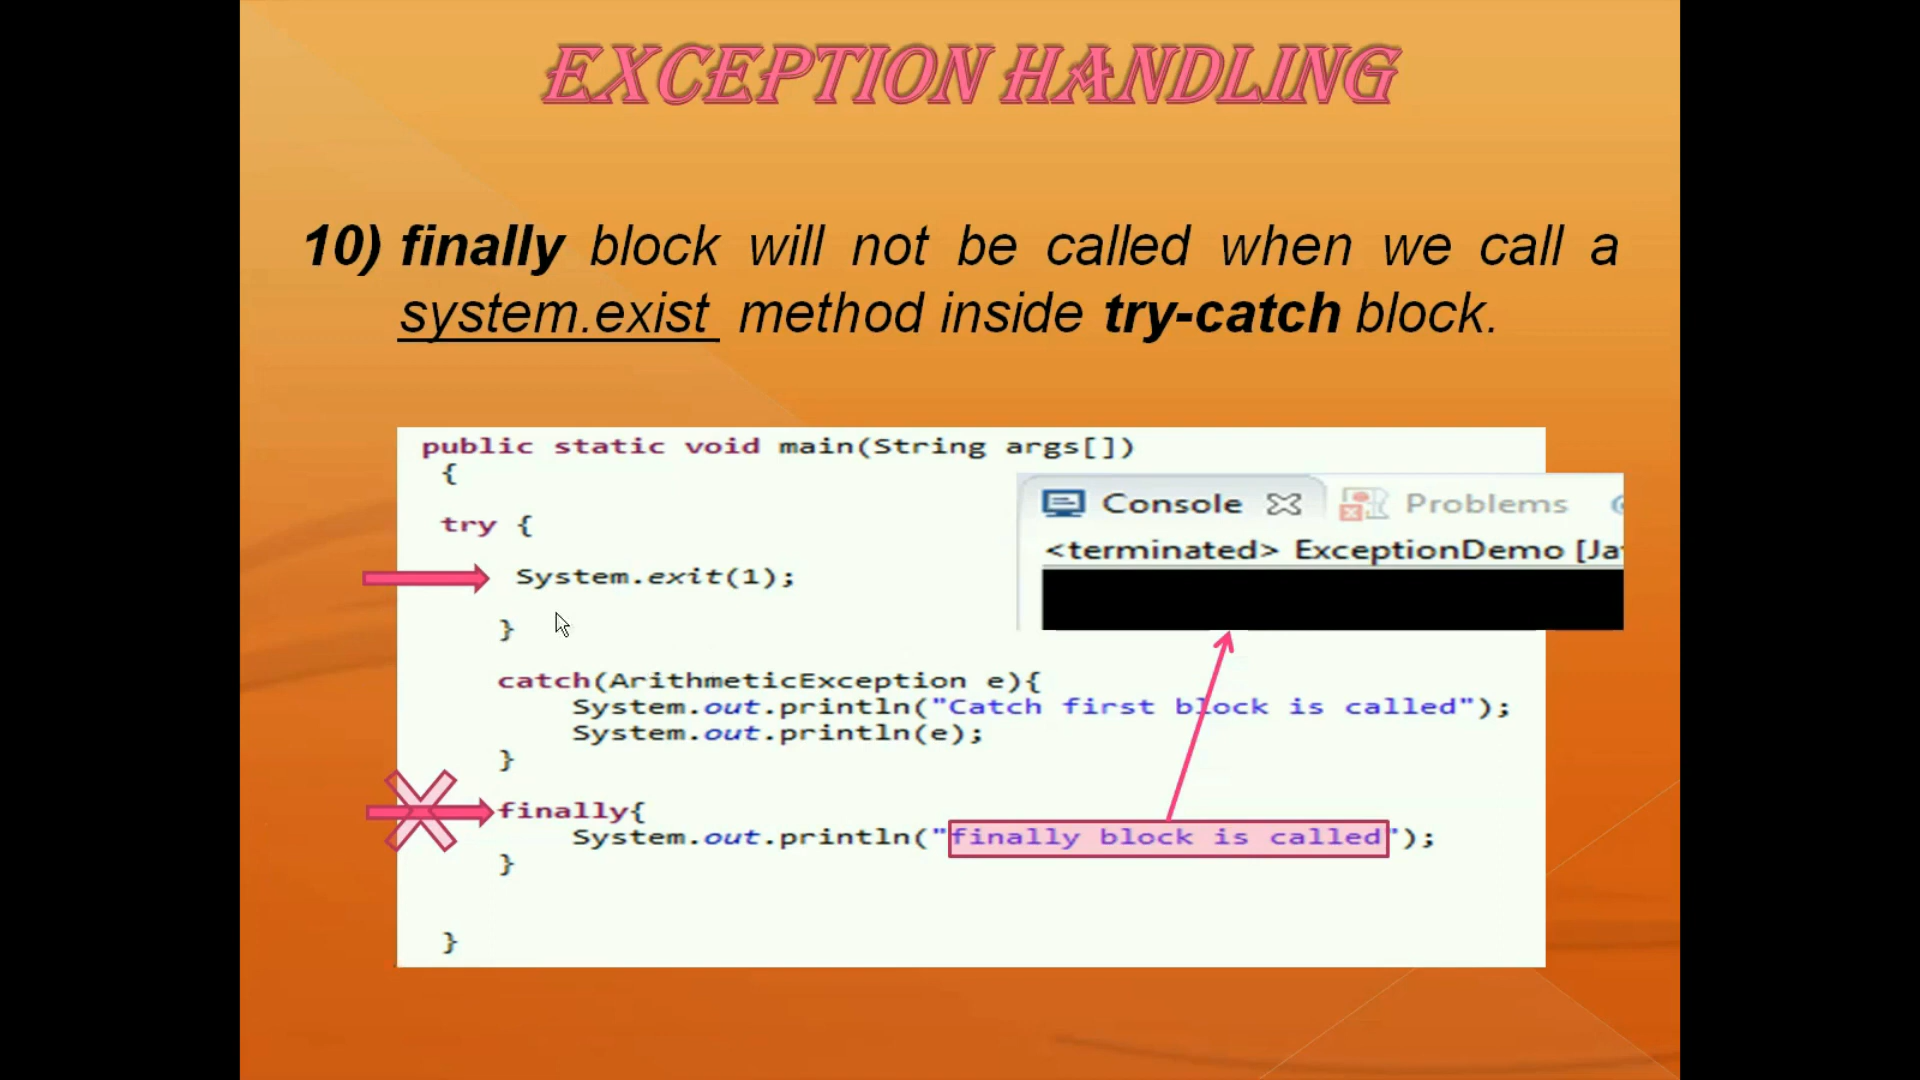 EXCEPTION HANDLING
10) finally block will not be called when we call a
system.exist method inside try-catch block.
public static void main(String args[])
{
try {
System.exit(1);
}
catch(ArithmeticException e){
System.out.println("Catch first block is called");
System.out.println(e);
}
finally{
System.out.println("finally block is called");
}
}
Console Problems
<terminated> ExceptionDemo [Ja